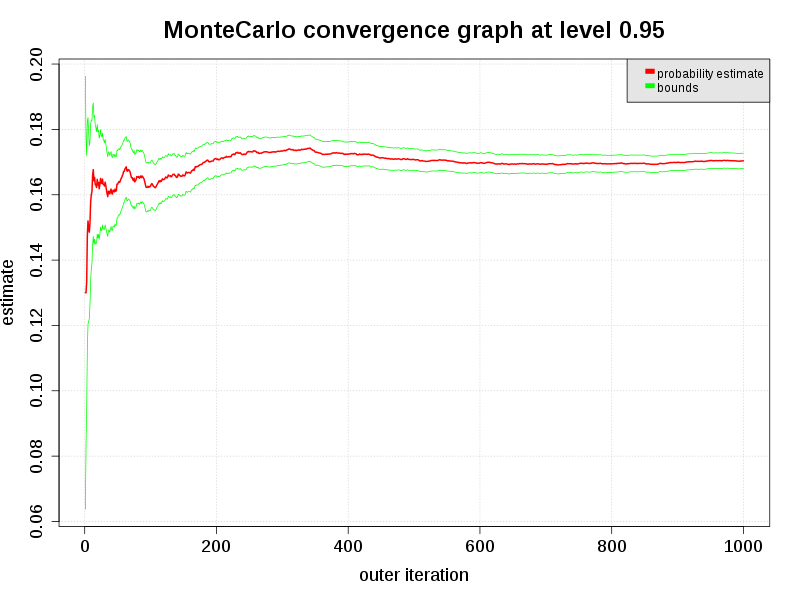 MonteCarlo convergence graph at level 0.95
probability estimate
bounds
estimate
0.20
0.18
0.16
0.14
0.12
0.10
0.08
0.06
0 200 400 600 800 1000
outer iteration